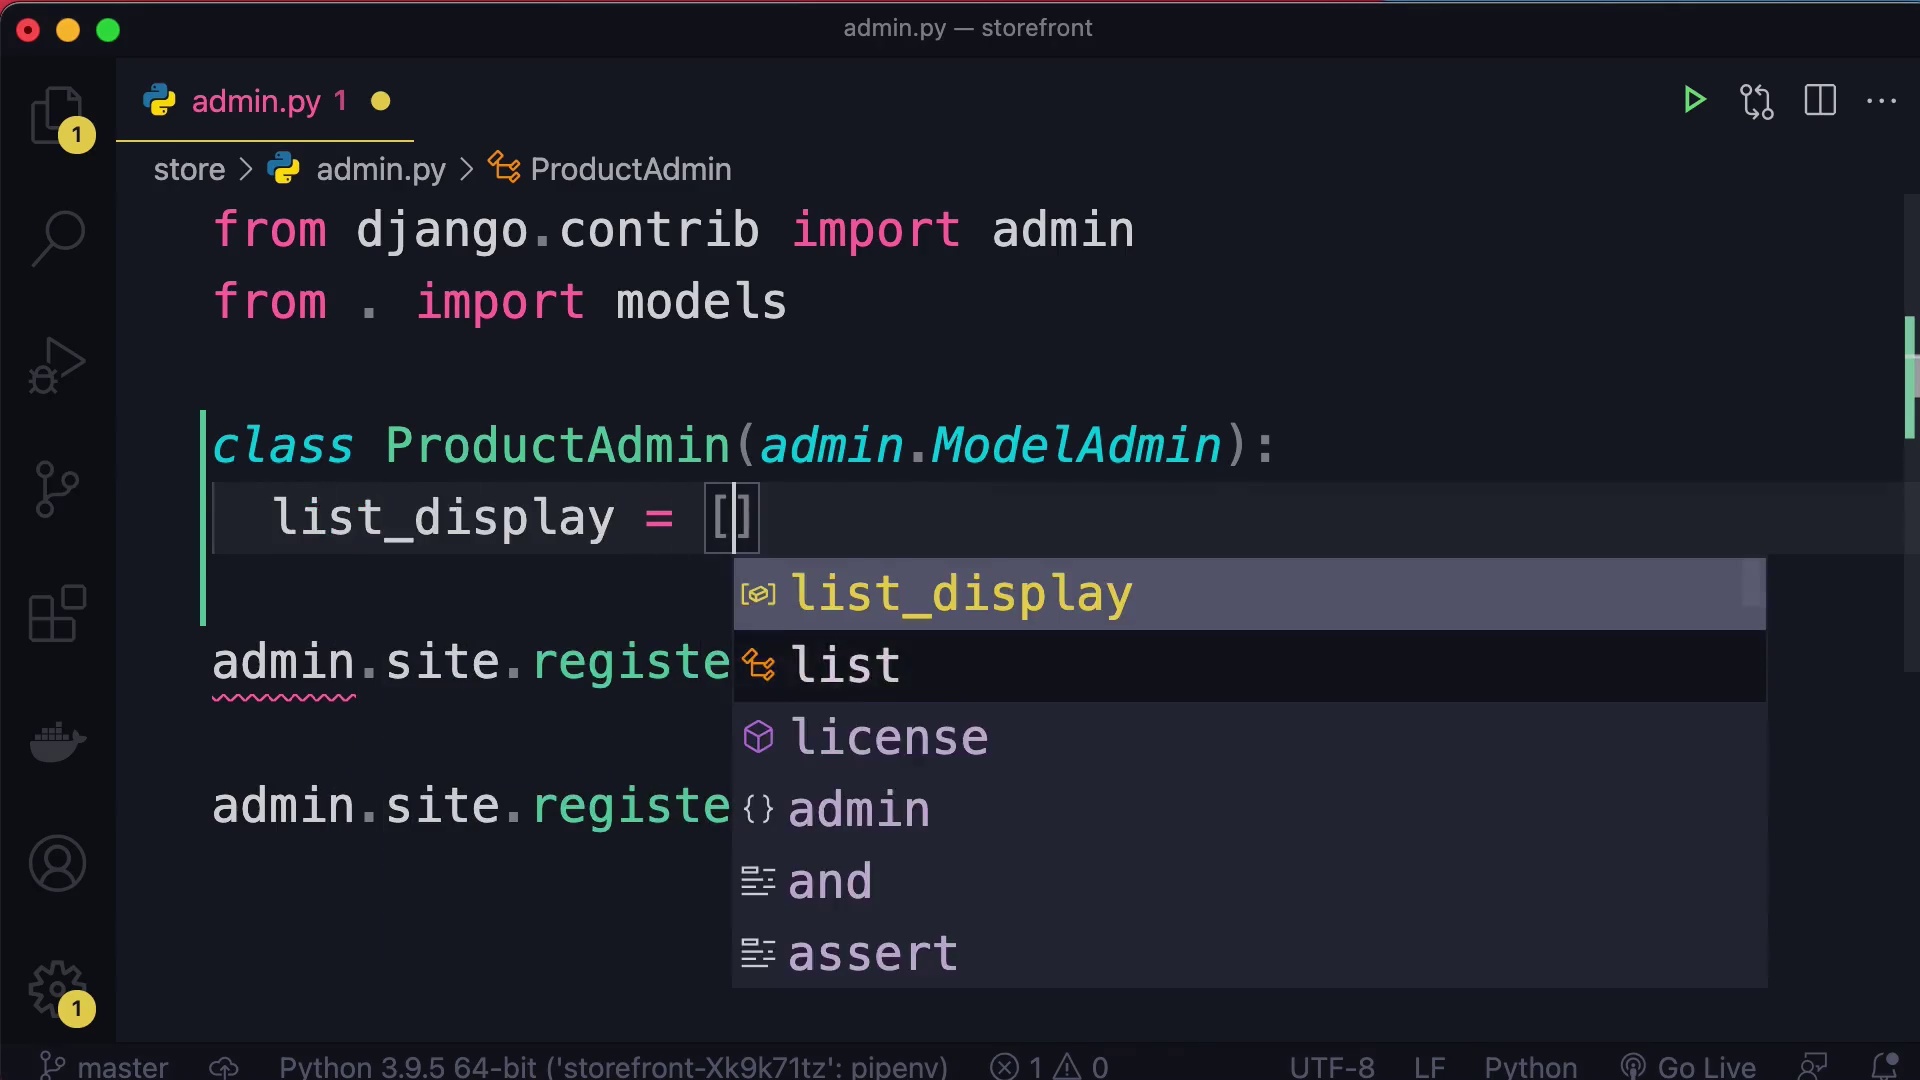 admin.py — storefront
admin.py 1
1
store > admin.py > ProductAdmin
from django.contrib import admin
from . import models
class ProductAdmin(admin.ModelAdmin):
list_display = []
list_display
list
admin.site.registe
license
admin
admin.site.registe
and
assert
1
master Python 3.9.5 64-bit ('storefront-Xk9k71tz': pipenv) 1 0 UTF-8 LF Python Go Live